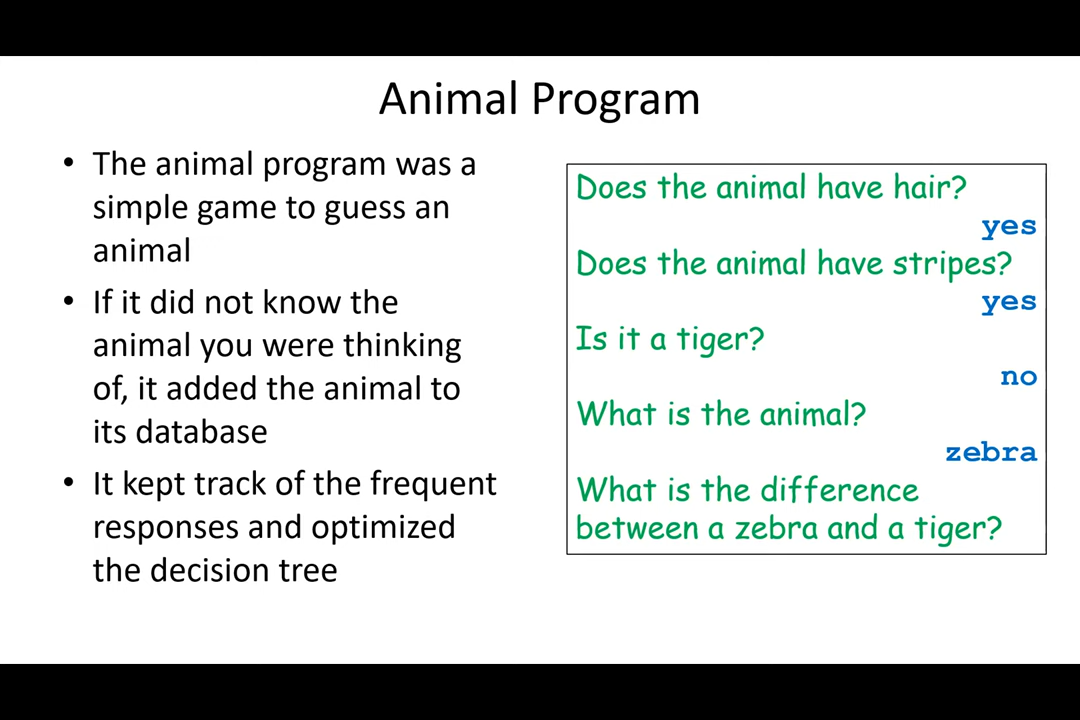 Animal Program
• The animal program was a
simple game to guess an
animal
• If it did not know the
animal you were thinking
of, it added the animal to
its database
• It kept track of the frequent
responses and optimized
the decision tree
Does the animal have hair?
yes
Does the animal have stripes?
yes
Is it a tiger?
no
What is the animal?
zebra
What is the difference
between a zebra and a tiger?